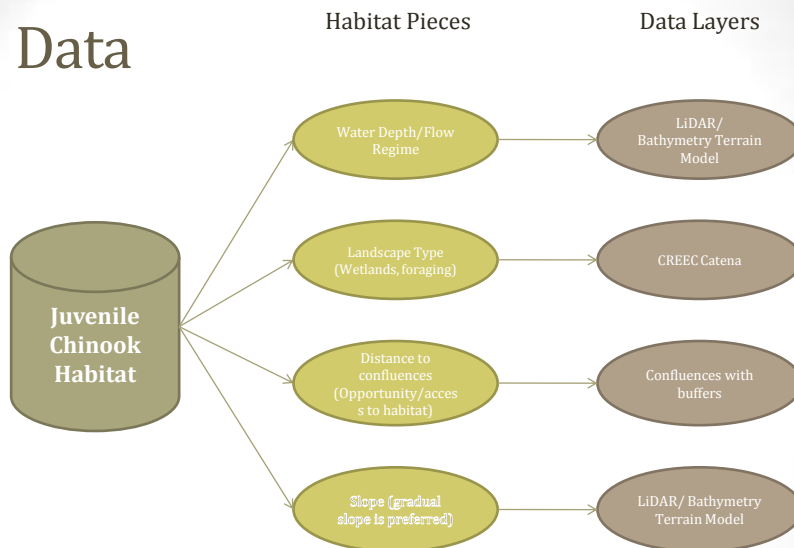 Data
Habitat Pieces
Data Layers
Juvenile
Chinook
Habitat
Water Depth/Flow
Regime
LiDAR/
Bathymetry Terrain
Model
Landscape Type
(Wetlands, foraging)
CREEC Catena
Distance to
confluences
(Opportunity/acces
s to habitat)
Confluences with
buffers
Slope (gradual
slope is preferred)
LiDAR/ Bathymetry
Terrain Model